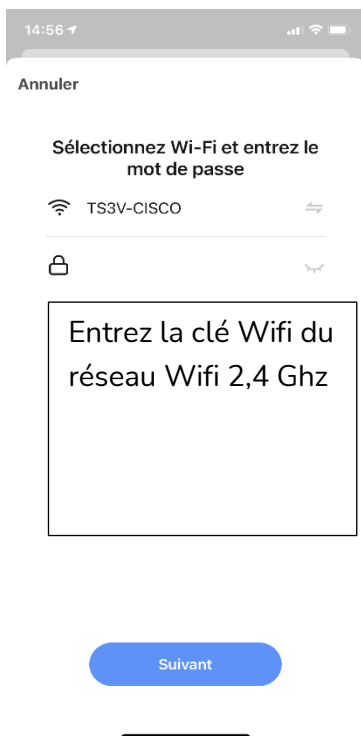 14:56
Annuler
Sélectionnez Wi-Fi et entrez le
mot de passe
TS3V-CISCO
Entrez la clé Wifi du
réseau Wifi 2,4 Ghz
Suivant